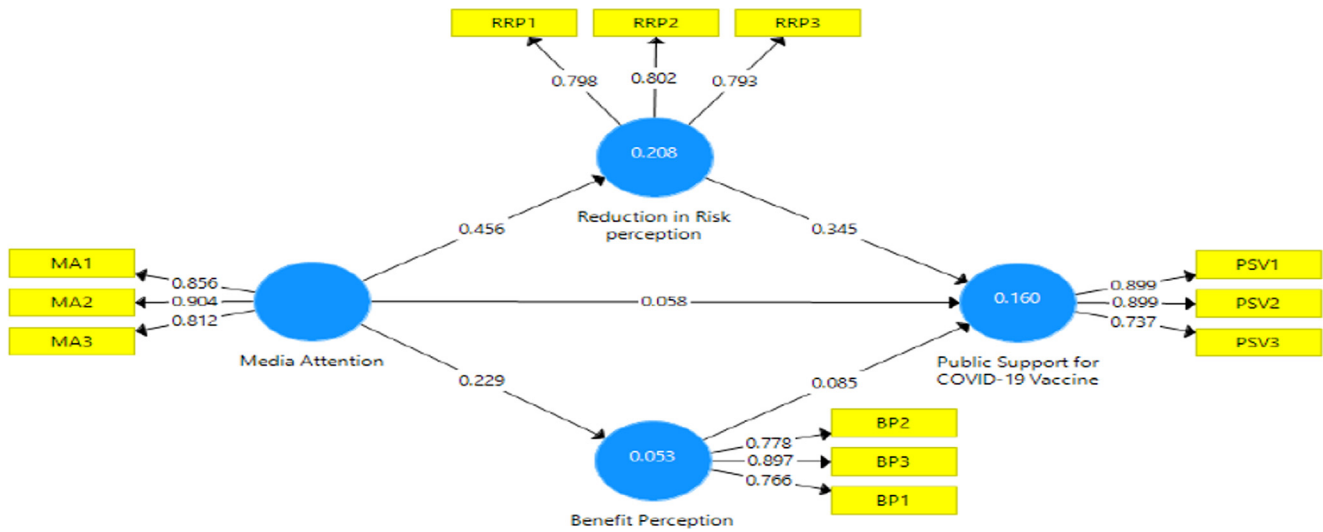 RRP1 RRP2 RRP3
0.798 0.802 0.793
0.208
Reduction in Risk
perception
0.456 0.345
MA1
MA2
MA3
0.856
0.904
0.812
Media Attention
0.058
0.160
Public Support for
COVID-19 Vaccine
0.899
0.899
0.737
PSV1
PSV2
PSV3
0.229 0.085
0.053
Benefit Perception
0.778
0.897
0.766
BP2
BP3
BP1